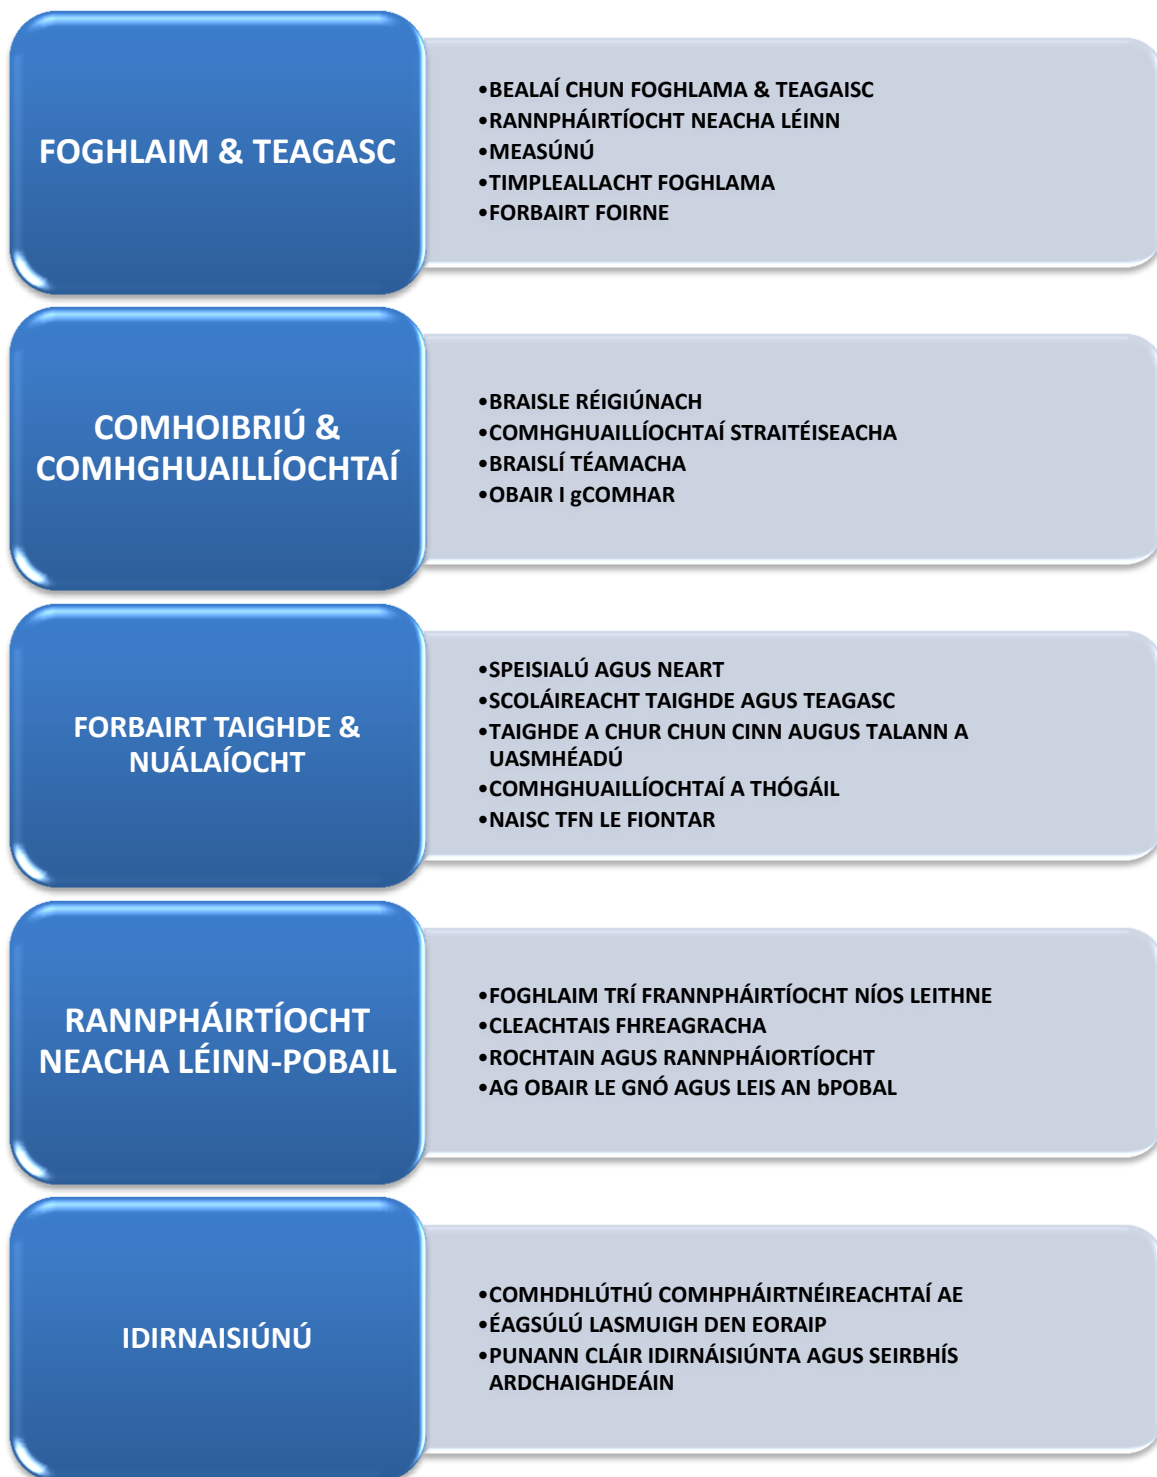 FOGHLAIM & TEAGASC
•BEALAÍ CHUN FOGHLAMA & TEAGAISC
•RANNPHÁIRTÍOCHT NEACHA LÉINN
•MEASÚNÚ
•TIMPLEALLACHT FOGHLAMA
•FORBAIRT FOIRNE
COMHOIBRIÚ &
COMHGHUAILLÍOCHTAÍ
•BRAISLE RÉIGIÚNACH
•COMHGHUAILLÍOCHTAÍ STRAITÉISEACHA
•BRAISLÍ TÉAMACHA
•OBAIR I gCOMHAR
FORBAIRT TAIGHDE &
NUÁLAÍOCHT
•SPEISIALÚ AGUS NEART
•SCOLÁIREACHT TAIGHDE AGUS TEAGASC
•TAIGHDE A CHUR CHUN CINN AUGUS TALANN A
UASMHÉADÚ
•COMHGHUAILLÍOCHTAÍ A THÓGÁIL
•NAISC TFN LE FIONTAR
RANNPHÁIRTÍOCHT
NEACHA LÉINN-POBAIL
•FOGHLAIM TRÍ FRANNPHÁIRTÍOCHT NÍOS LEITHNE
•CLEACHTAIS FHREAGRACHA
•ROCHTAIN AGUS RANNPHÁIORTÍOCHT
•AG OBAIR LE GNÓ AGUS LEIS AN bPOBAL
IDIRNAISIÚNÚ
•COMHDHLÚTHÚ COMHPHÁIRTNÉIREACHTAÍ AE
•ÉAGSÚLÚ LASMUIGH DEN EORAIP
•PUNANN CLÁIR IDIRNÁISIÚNTA AGUS SEIRBHÍS
ARDCHAIGHDEÁIN